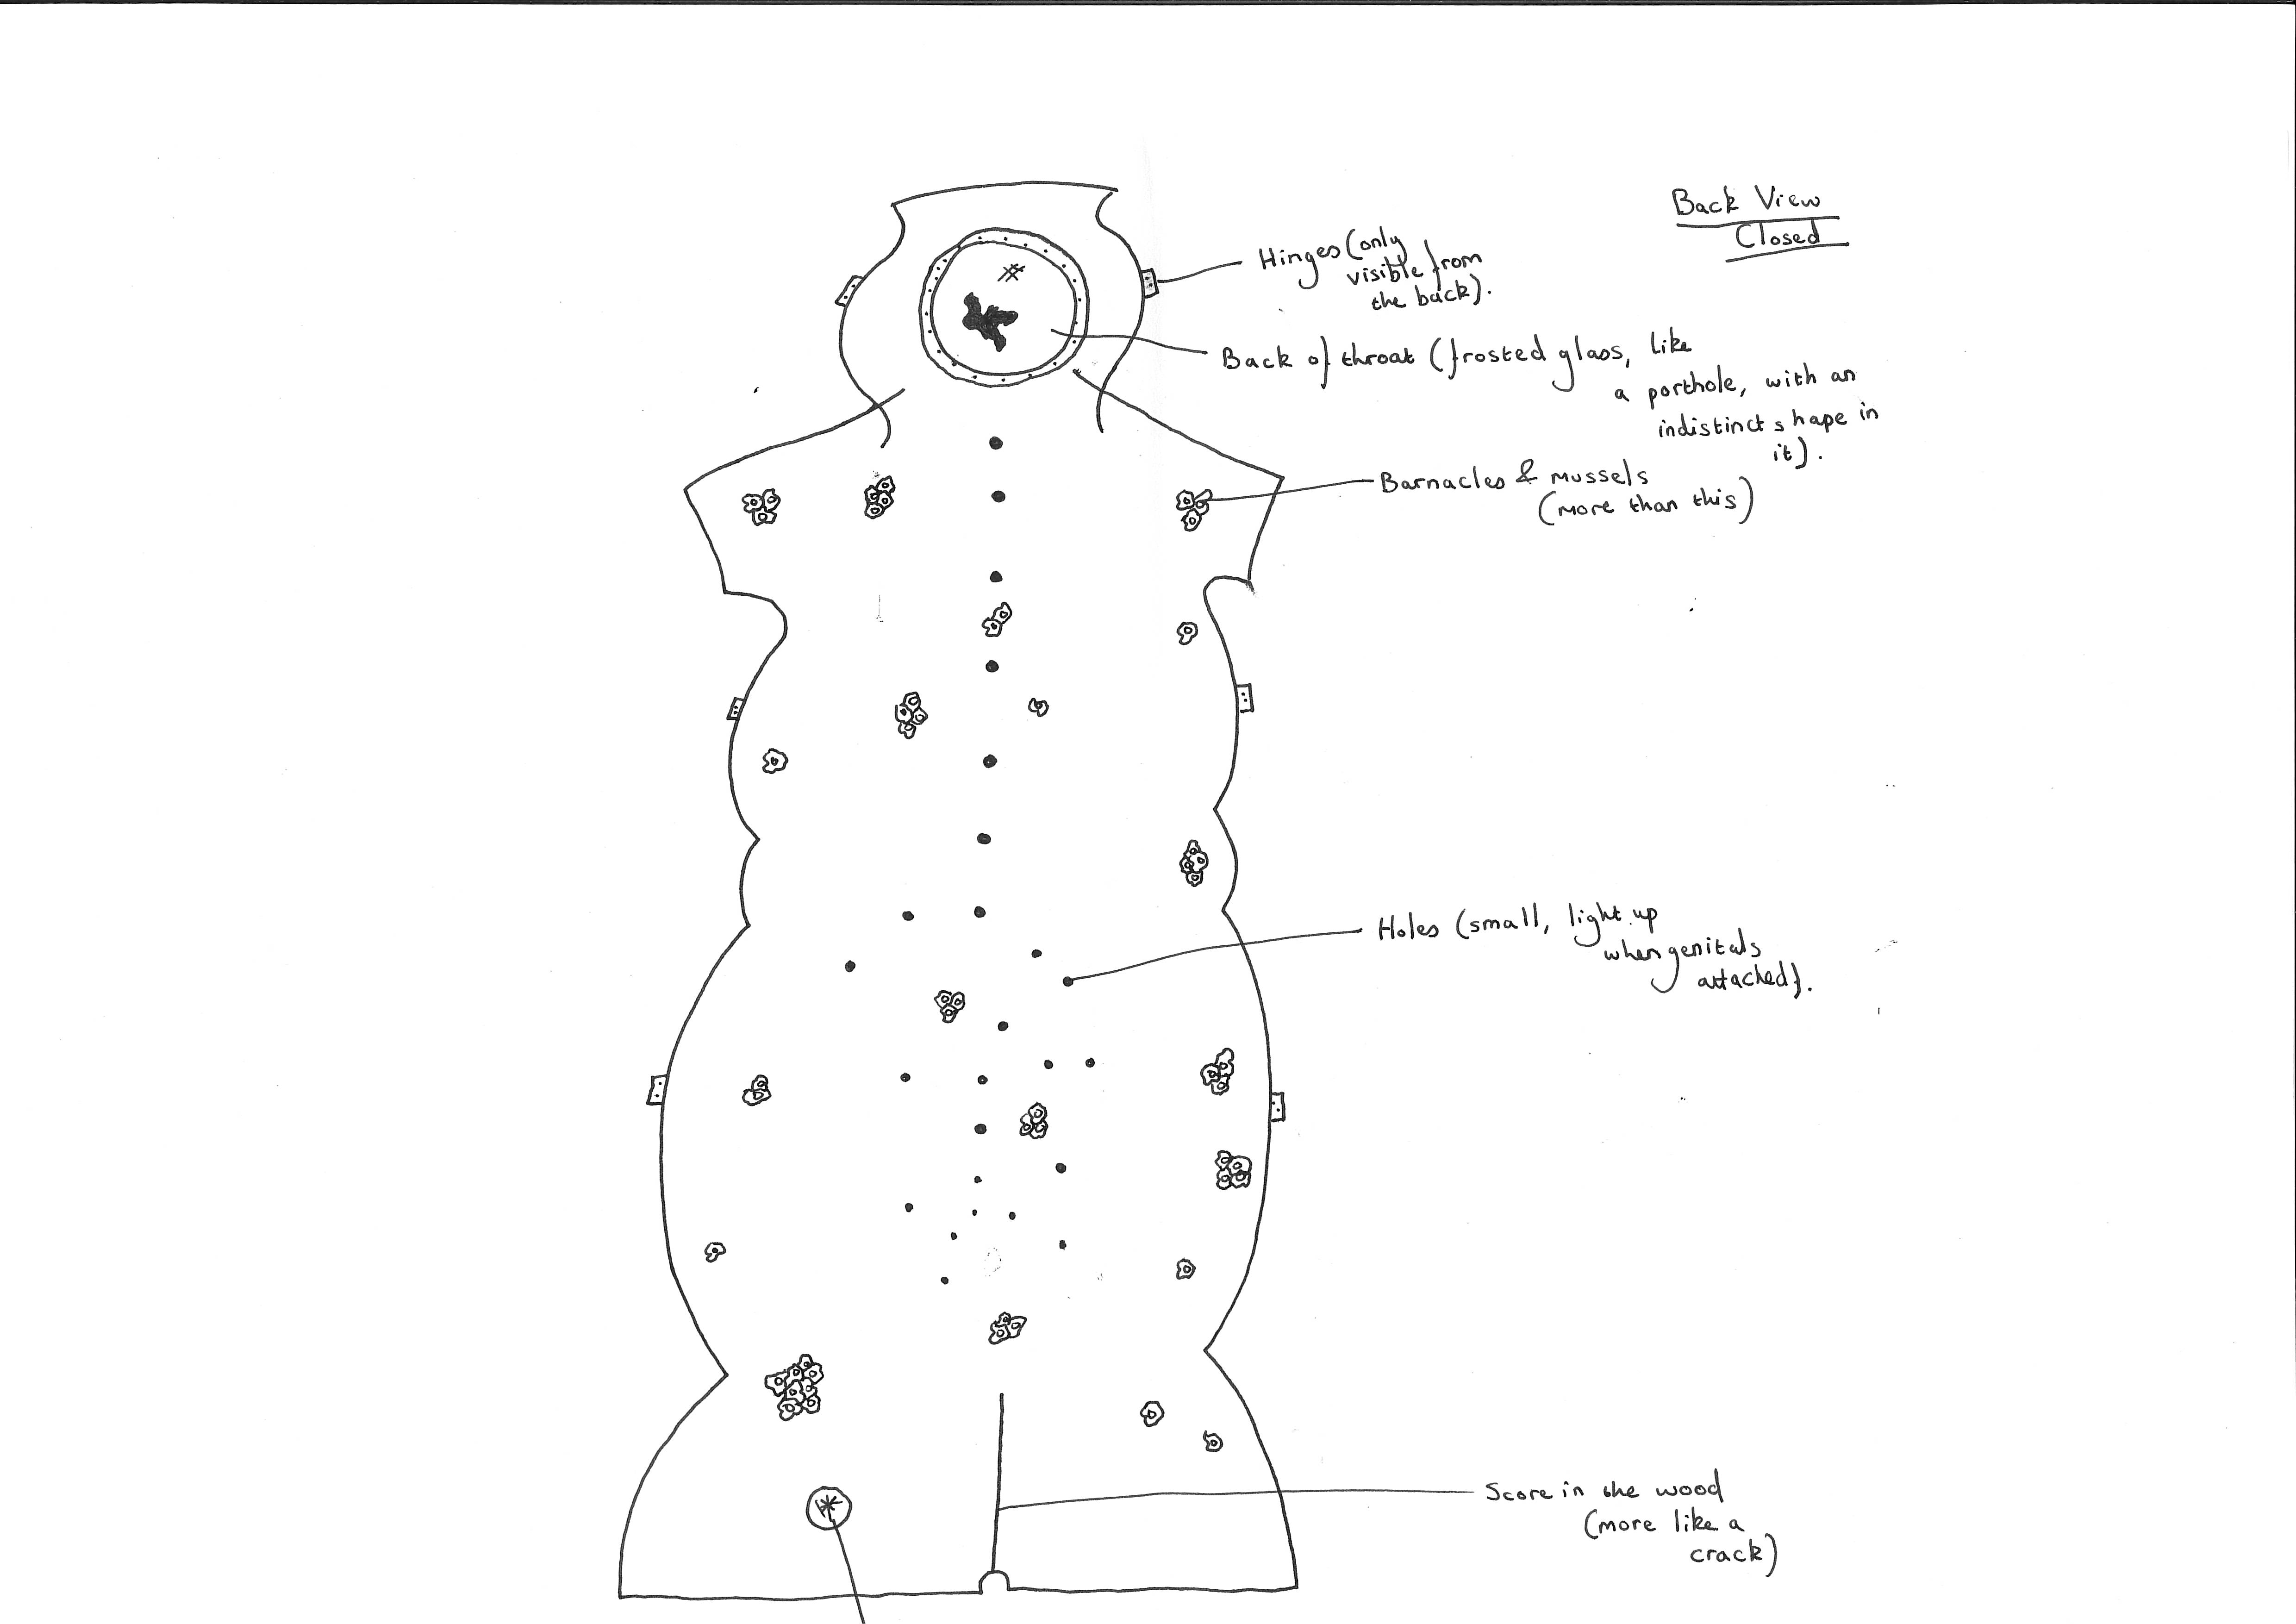 Back View
Closed
Hinges (only
visible from
the back).
Back of throat (frosted glass, like
a porthole, with an
indistinct shape in
it).
Barnacles & mussels
(more than this)
Holes (small, light up
when genitals
attached).
Score in the wood
(more like a
crack)